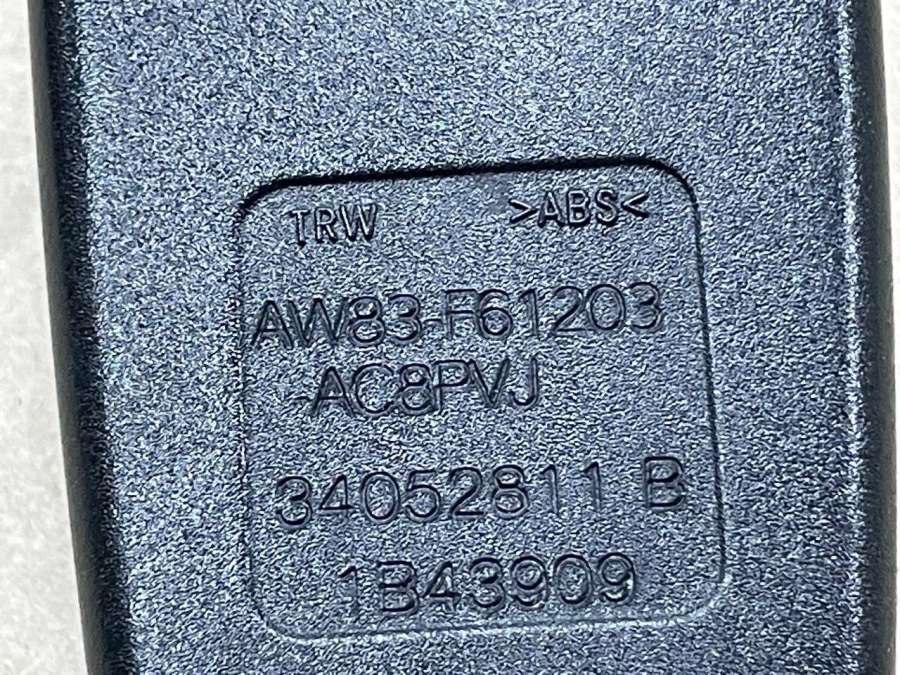 TRW >ABS<
AW83-F61203
-AC8PVJ
34052811 B
1B43909